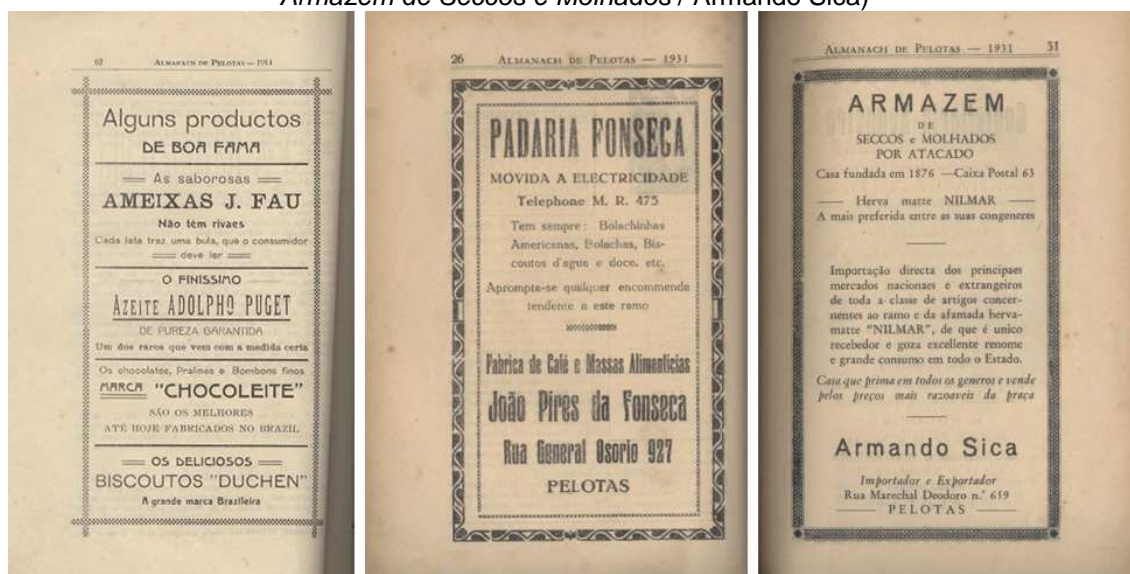 Armazém de Seccos e Molhados / Armando Sica)
62 ALMANACH DE PELOTAS — 1914
Alguns productos
DE BOA FAMA
As saborosas
AMEIXAS J. FAU
Não têm rivaes
Cada lata traz uma bula, que o consumidor
deve ler
O FINISSIMO
AZEITE ADOLPHO PUGET
DE PUREZA GARANTIDA
Um dos raros que vem com a medida certa
Os chocolates, Pralinés e Bombons finos
MARCA "CHOCOLEITE"
SÃO OS MELHORES
ATÉ HOJE FABRICADOS NO BRAZIL
OS DELICIOSOS
BISCOUTOS "DUCHEN"
A grande marca Brazileira
26 ALMANACH DE PELOTAS — 1931
PADARIA FONSECA
MOVIDA A ELECTRICIDADE
Telephone M. R. 475
Tem sempre: Bolachinhas
Americanas, Bolachas, Bis-
coutos d'agua e doce, etc.
Aprompta-se qualquer encommenda
tendente a este ramo
Fabrica de Café e Massas Alimenticias
João Pires da Fonseca
Rua General Osorio 927
PELOTAS
ALMANACH DE PELOTAS — 1931 31
ARMAZEM
DE
SECCOS e MOLHADOS
POR ATACADO
Casa fundada em 1876 — Caixa Postal 63
Herva matte NILMAR
A mais preferida entre as suas congeneres
Importação directa dos principaes
mercados nacionaes e extrangeiros
de toda a classe de artigos concer-
nentes ao ramo e da afamada herva-
matte "NILMAR", de que é unico
recebedor e goza excellente renome
e grande consumo em todo o Estado.
Casa que prima em todos os generos e vende
pelos preços mais razoaveis da praça
Armando Sica
Importador e Exportador
Rua Marechal Deodoro n.° 659
PELOTAS